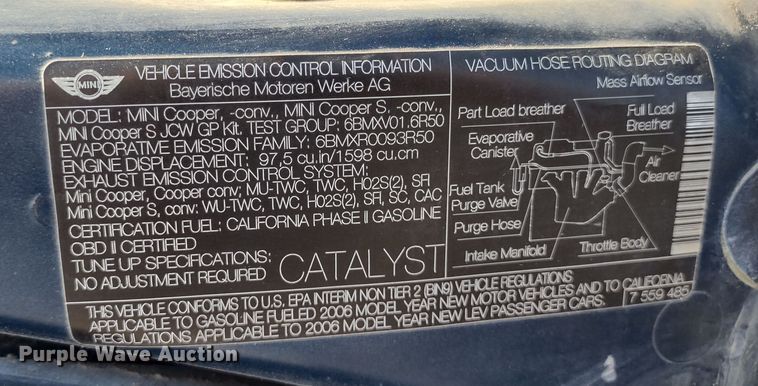 MINI
VEHICLE EMISSION CONTROL INFORMATION
Bayerische Motoren Werke AG
MODEL: MINI Cooper, -conv., MINI Cooper S. -conv.,
MINI Cooper S JCW GP Kit. TEST GROUP: 6BMXV01.6R50
EVAPORATIVE EMISSION FAMILY: 6BMXR0093R50
ENGINE DISPLACEMENT: 97,5 cu.in/1598 cu.cm
EXHAUST EMISSION CONTROL SYSTEM:
Mini Cooper, Cooper conv; MU-TWC, TWC, HO2S(2), SFI
Mini Cooper S, conv: WU-TWC, TWC, HO2S(2), SFI, SC, CAC
CERTIFICATION FUEL: CALIFORNIA PHASE II GASOLINE
OBD II CERTIFIED
TUNE UP SPECIFICATIONS:
NO ADJUSTMENT REQUIRED
CATALYST
VACUUM HOSE ROUTING DIAGRAM
Mass Airflow Sensor
Part Load breather
Full Load
Breather
Evaporative
Canister
Air
Cleaner
Fuel Tank
Purge Valve
Purge Hose
Intake Manifold
Throttle Body
THIS VEHICLE CONFORMS TO U.S. EPA INTERIM NON TIER 2 (BIN9) VEHICLE REGULATIONS
APPLICABLE TO GASOLINE FUELED 2006 MODEL YEAR NEW MOTOR VEHICLES AND TO CALIFORNIA
REGULATIONS APPLICABLE TO 2006 MODEL YEAR NEW LEV PASSENGER CARS.
7 559 485
Purple Wave Auction